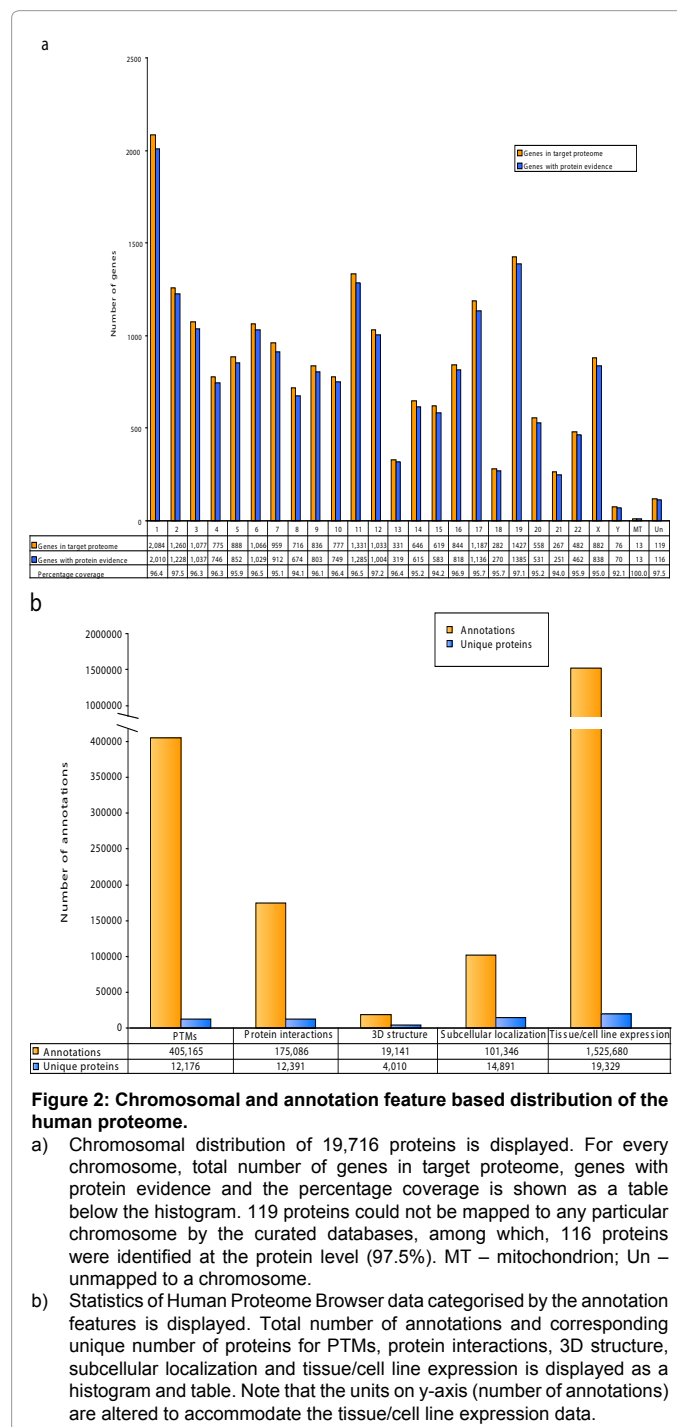 a
2500
2000
1500
1000
500
0
Number of genes
Genes in target proteome
Genes with protein evidence
1 2 3 4 5 6 7 8 9 10 11 12 13 14 15 16 17 18 19 20 21 22 X Y MT Un
Genes in target proteome 2,084 1,260 1,077 775 888 1,066 959 716 836 777 1,331 1,033 331 646 619 844 1,187 282 1427 558 267 482 882 76 13 119
Genes with protein evidence 2,010 1,228 1,037 746 852 1,029 912 674 803 749 1,285 1,004 319 615 583 818 1,136 270 1385 531 251 462 838 70 13 116
Percentage coverage 96.4 97.5 96.3 96.3 95.9 96.5 95.1 94.1 96.1 96.4 96.5 97.2 96.4 95.2 94.2 96.9 95.7 95.7 97.1 95.2 94.0 95.9 95.0 92.1 100.0 97.5
b
Annotations
Unique proteins
2000000
1500000
1000000
400000
350000
300000
250000
200000
150000
100000
50000
0
Number of annotations
PTMs Protein interactions 3D structure Subcellular localization Tissue/cell line expression
Annotations 405,165 175,086 19,141 101,346 1,525,680
Unique proteins 12,176 12,391 4,010 14,891 19,329
Figure 2: Chromosomal and annotation feature based distribution of the
human proteome.
a) Chromosomal distribution of 19,716 proteins is displayed. For every
chromosome, total number of genes in target proteome, genes with
protein evidence and the percentage coverage is shown as a table
below the histogram. 119 proteins could not be mapped to any particular
chromosome by the curated databases, among which, 116 proteins
were identified at the protein level (97.5%). MT – mitochondrion; Un –
unmapped to a chromosome.
b) Statistics of Human Proteome Browser data categorised by the annotation
features is displayed. Total number of annotations and corresponding
unique number of proteins for PTMs, protein interactions, 3D structure,
subcellular localization and tissue/cell line expression is displayed as a
histogram and table. Note that the units on y-axis (number of annotations)
are altered to accommodate the tissue/cell line expression data.